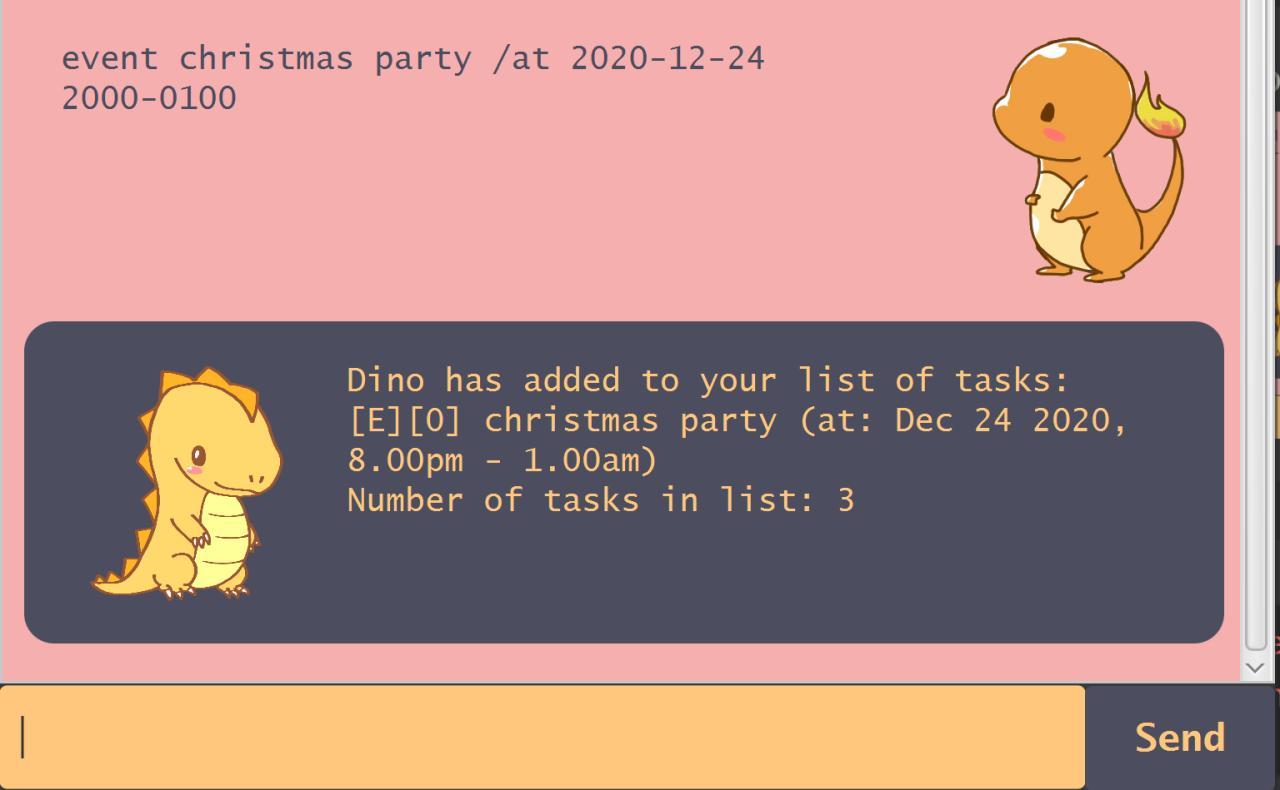 event christmas party /at 2020-12-24
2000-0100
Dino has added to your list of tasks:
[E][O] christmas party (at: Dec 24 2020,
8.00pm - 1.00am)
Number of tasks in list: 3
Send